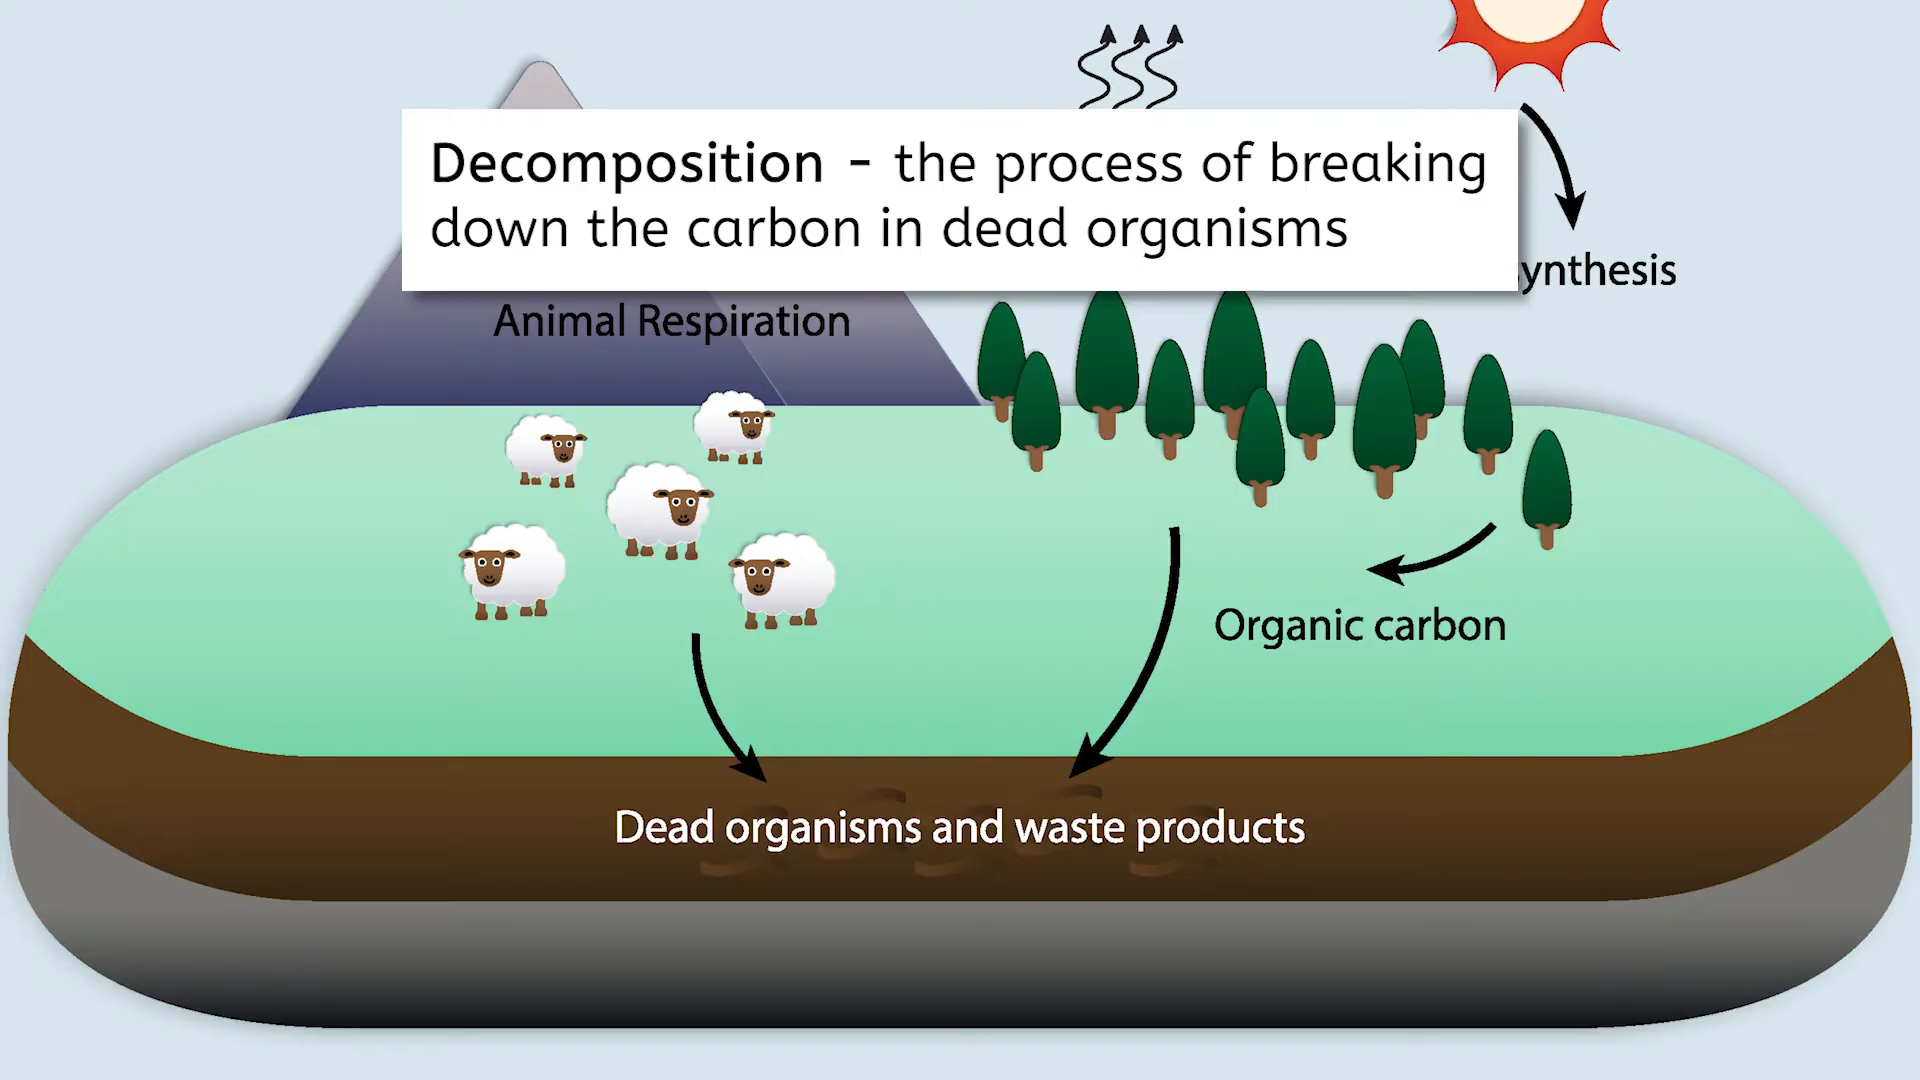 Decomposition - the process of breaking
down the carbon in dead organisms
synthesis
Animal Respiration
Organic carbon
Dead organisms and waste products